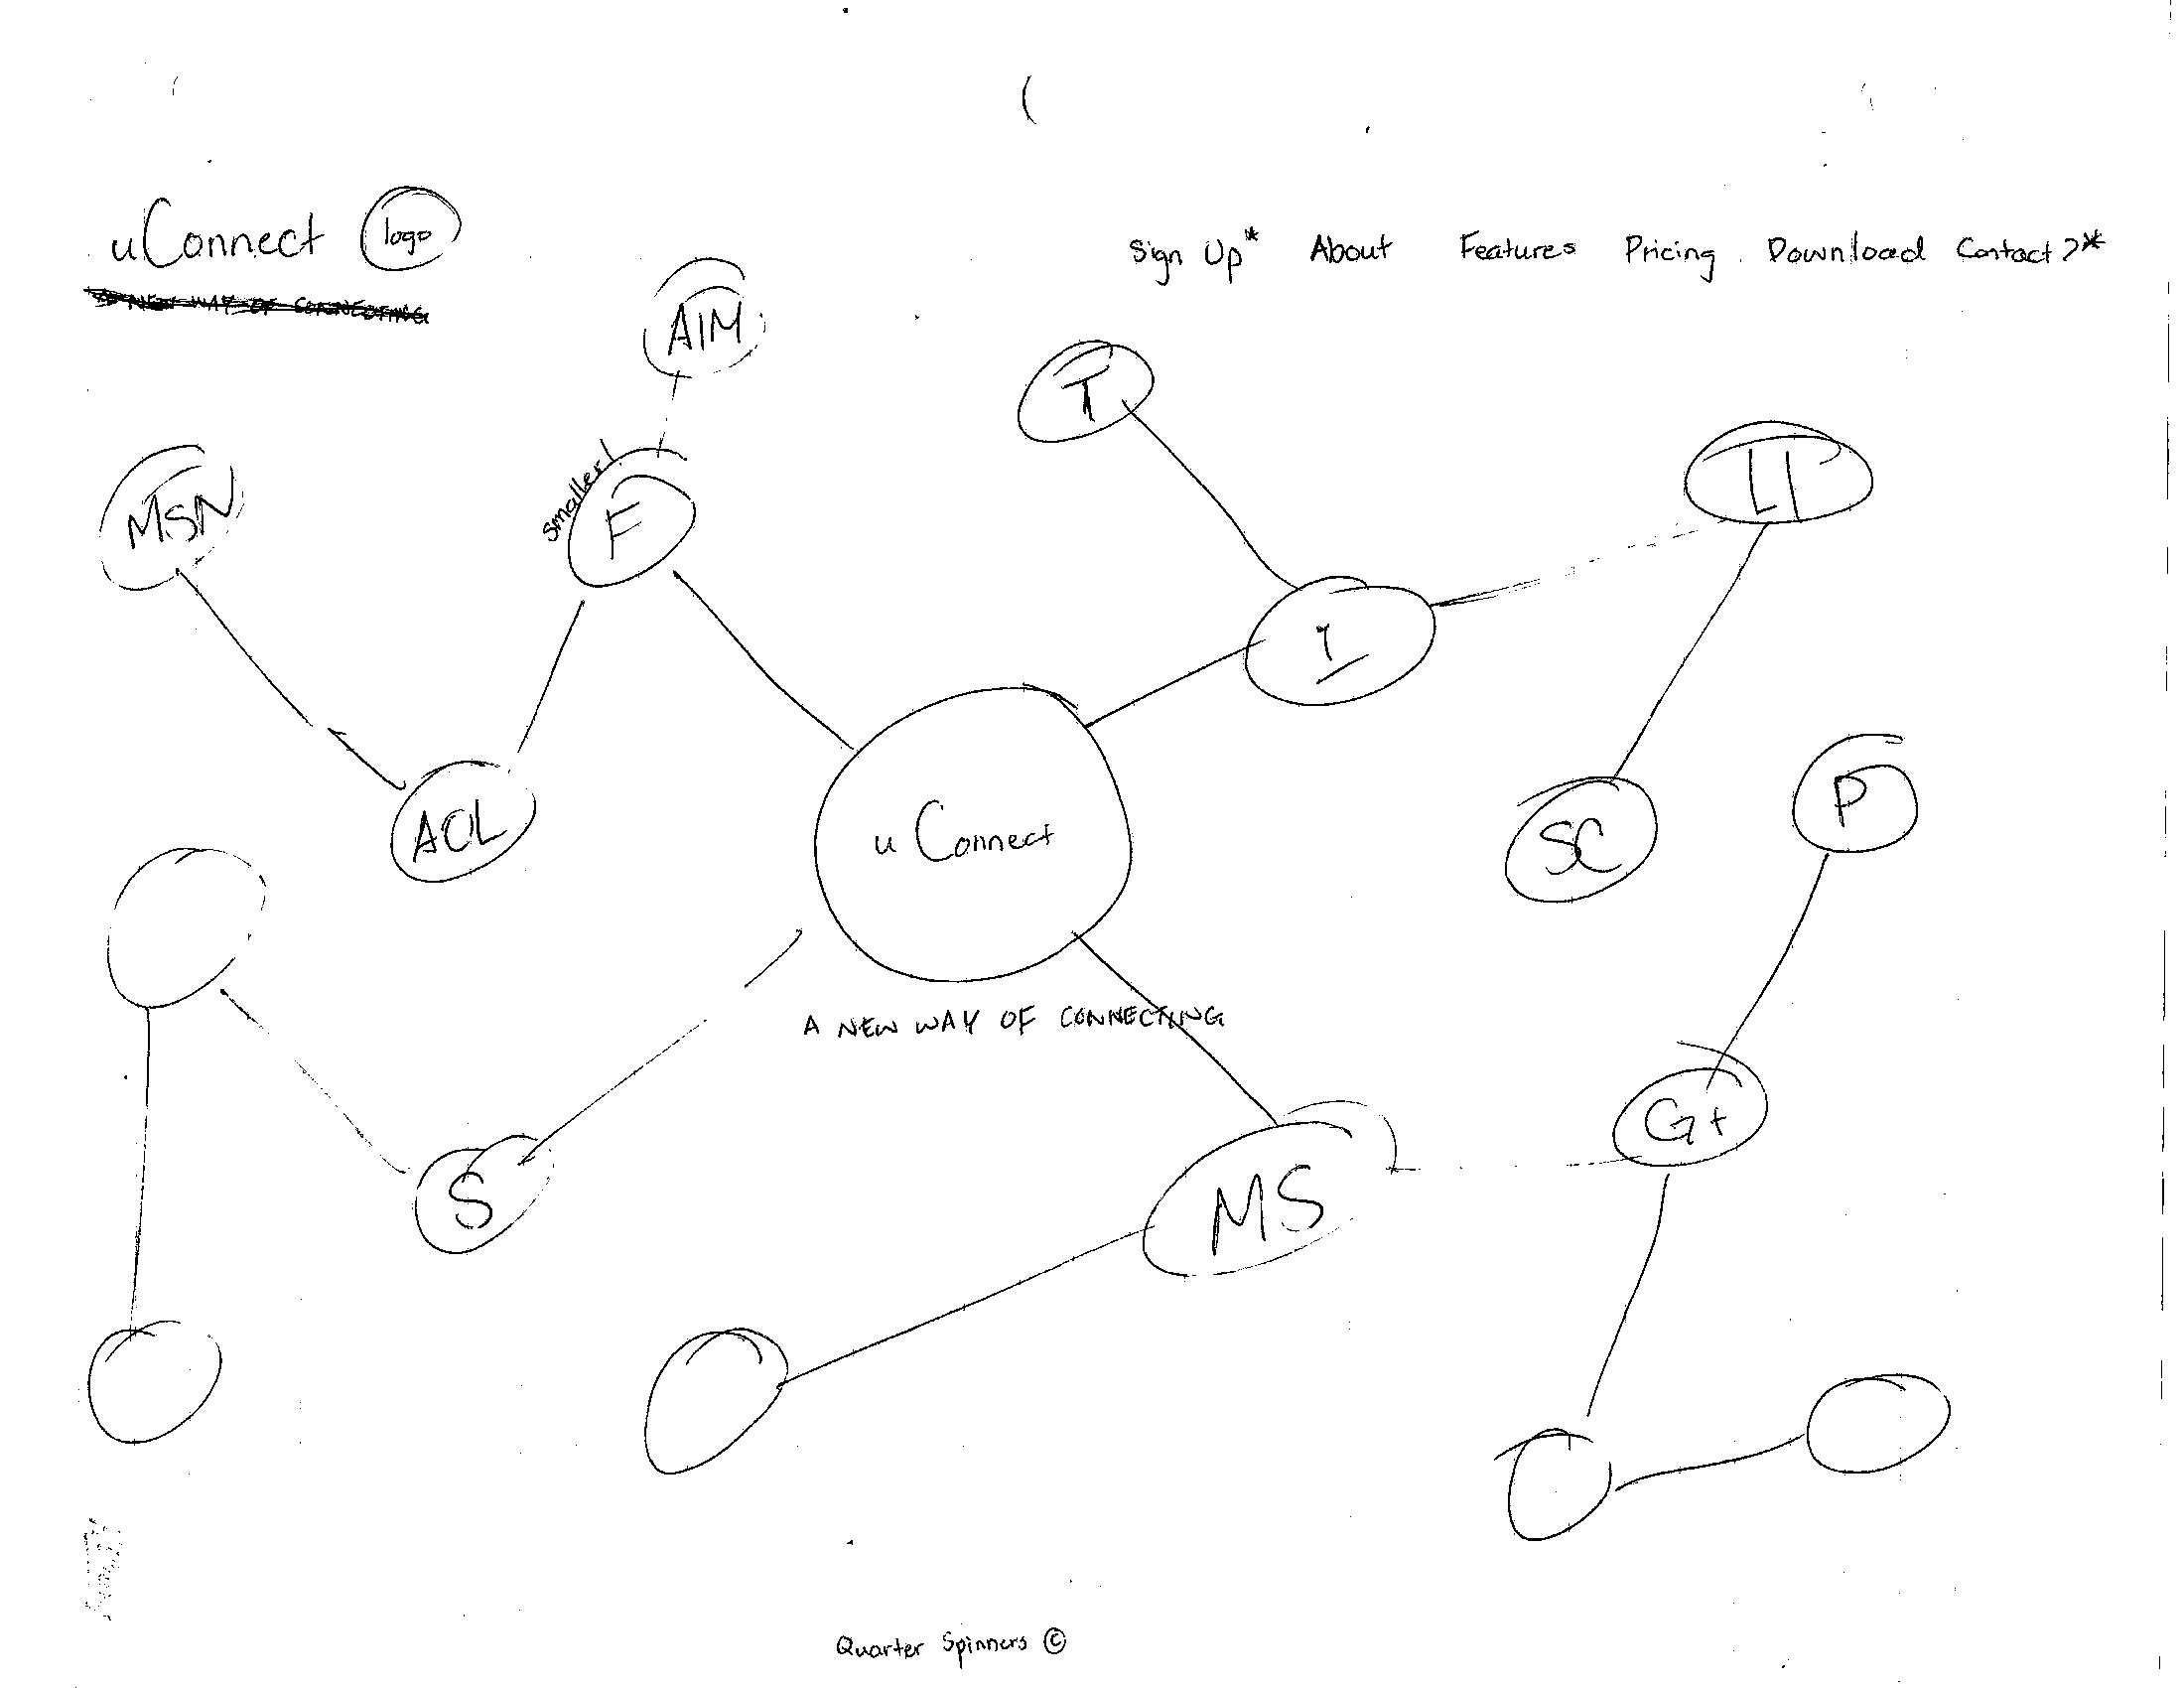 uConnect logo
Sign Up* About Features Pricing Download Contact>*
A NEW WAY OF CONNECTING
AIM
T
MSN
smaller!
F
LI
Y
AOL
u Connect
SC
P
A NEW WAY OF CONNECTING
G+
S
MS
Quarter Spinners ©